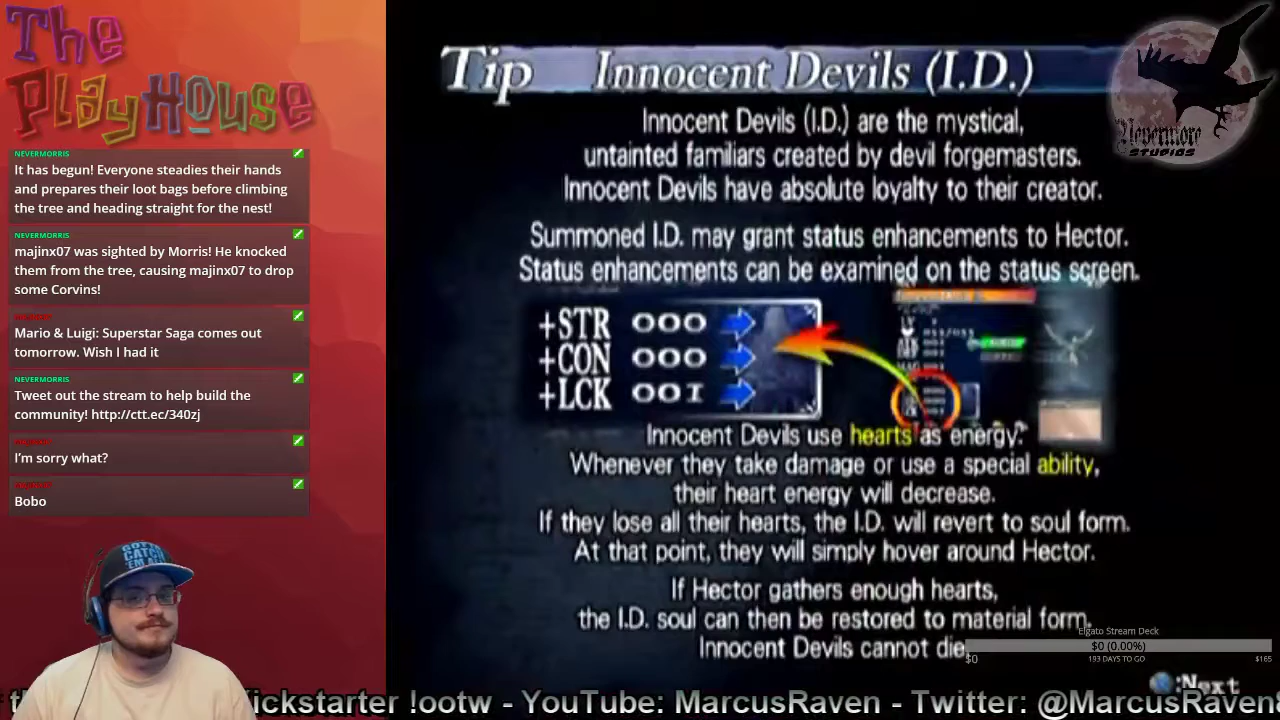 The
PlayHouse
NEVERMORRIS
It has begun! Everyone steadies their hands
and prepares their loot bags before climbing
the tree and heading straight for the nest!
NEVERMORRIS
majinx07 was sighted by Morris! He knocked
them from the tree, causing majinx07 to drop
some Corvins!
Mario & Luigi: Superstar Saga comes out
tomorrow. Wish I had it
NEVERMORRIS
Tweet out the stream to help build the
community! http://ctt.ec/340zj
I'm sorry what?
Bobo
GOTTA
CATCH
'EM ALL
Tip Innocent Devils (I.D.)
Nevermore
STUDIOS
Innocent Devils (I.D.) are the mystical,
untainted familiars created by devil forgemasters.
Innocent Devils have absolute loyalty to their creator.
Summoned I.D. may grant status enhancements to Hector.
Status enhancements can be examined on the status screen.
+STR 000
+CON 000
+LCK 001
Innocent Devils use hearts as energy.
Whenever they take damage or use a special ability,
their heart energy will decrease.
If they lose all their hearts, the I.D. will revert to soul form.
At that point, they will simply hover around Hector.
If Hector gathers enough hearts,
the I.D. soul can then be restored to material form.
Innocent Devils cannot die.
Elgato Stream Deck
$0 (0.00%)
$0 193 DAYS TO GO $165
:Next
ickstarter !ootw - YouTube: MarcusRaven - Twitter: @MarcusRaven